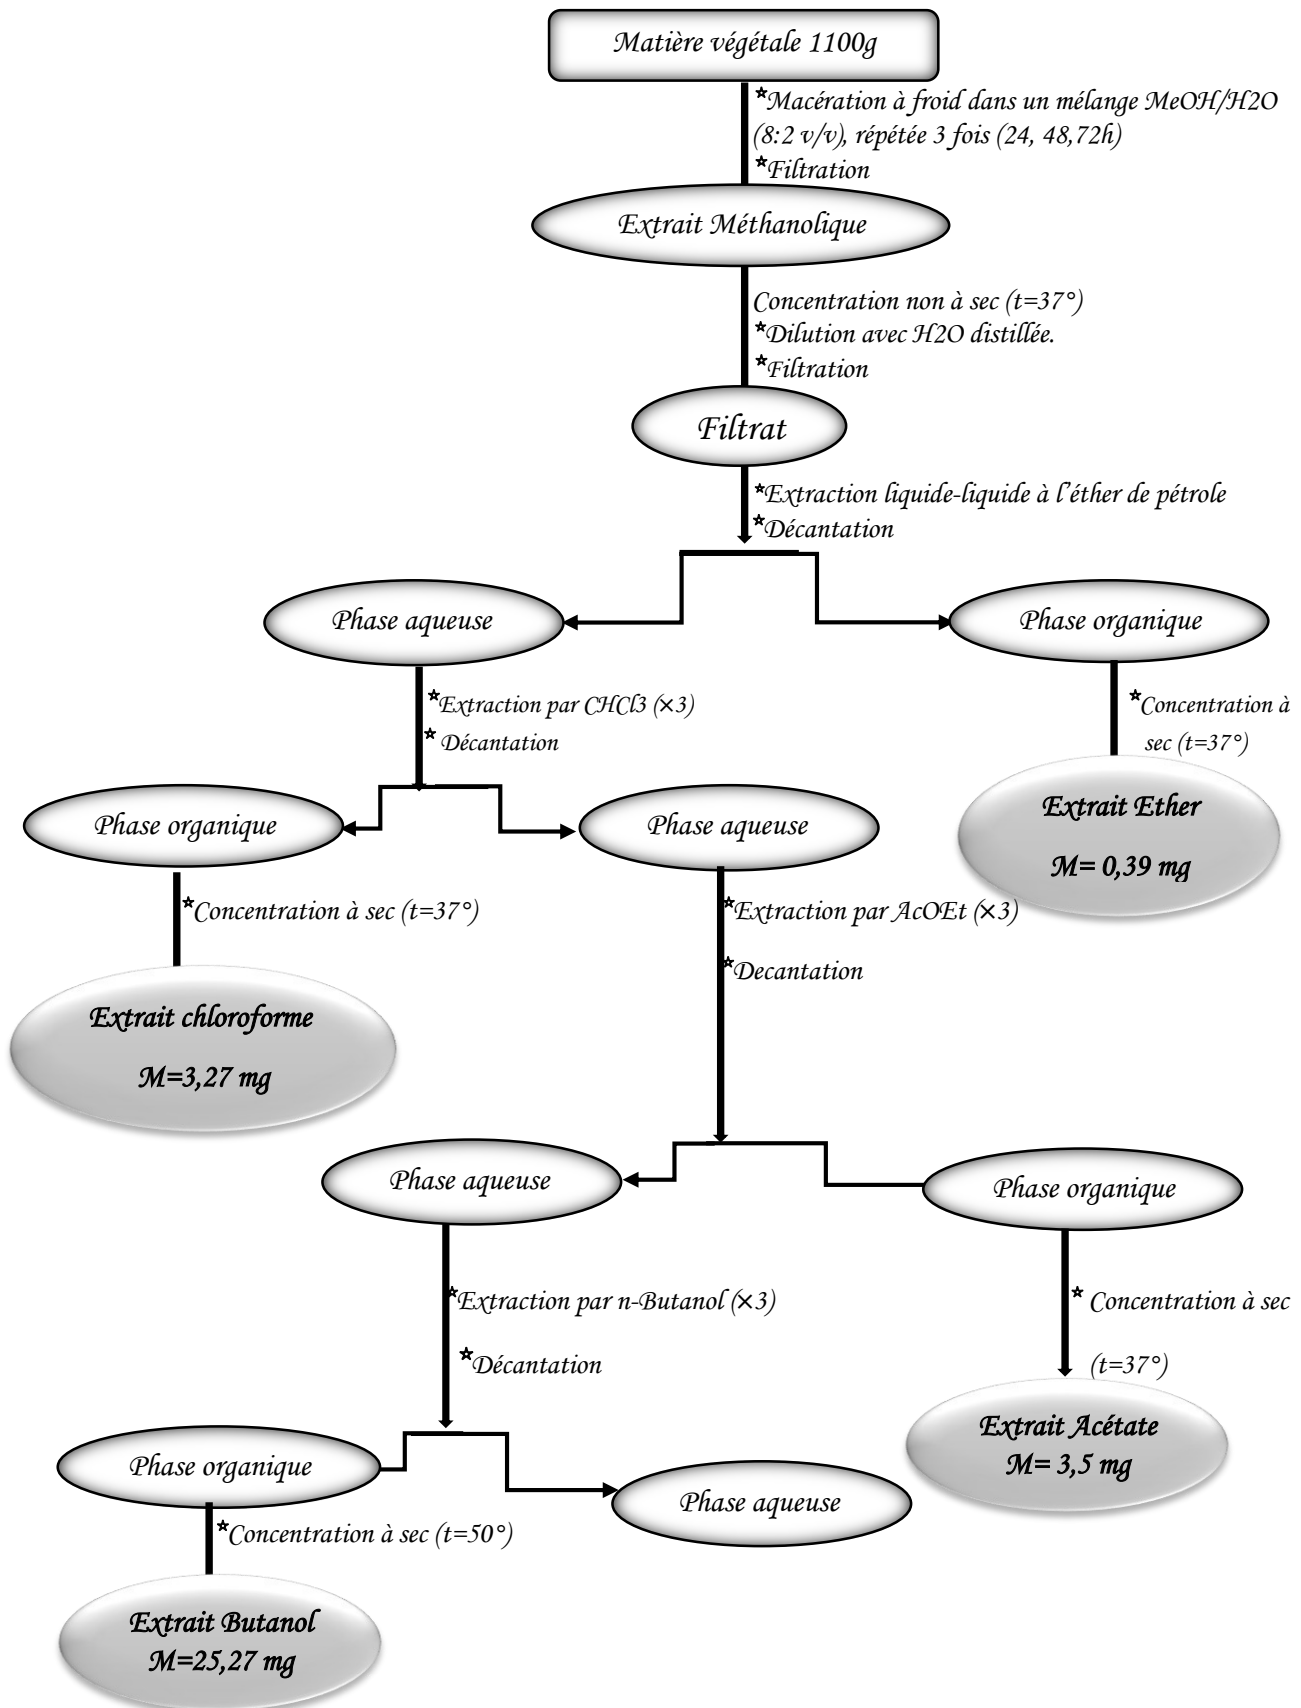 Matière végétale 1100g
*Macération à froid dans un mélange MeOH/H2O
(8:2 v/v), répétée 3 fois (24, 48,72h)
*Filtration
Extrait Méthanolique
Concentration non à sec (t=37°)
*Dilution avec H2O distillée.
*Filtration
Filtrat
*Extraction liquide-liquide à l'éther de pétrole
*Décantation
Phase aqueuse
Phase organique
*Extraction par CHCl3 (×3)
* Décantation
*Concentration à
sec (t=37°)
Phase organique
Phase aqueuse
Extrait Ether
M= 0,39 mg
*Concentration à sec (t=37°)
*Extraction par AcOEt (×3)
*Decantation
Extrait chloroforme
M=3,27 mg
Phase aqueuse
Phase organique
*Extraction par n-Butanol (×3)
*Décantation
* Concentration à sec
(t=37°)
Extrait Acétate
M= 3,5 mg
Phase organique
Phase aqueuse
*Concentration à sec (t=50°)
Extrait Butanol
M=25,27 mg